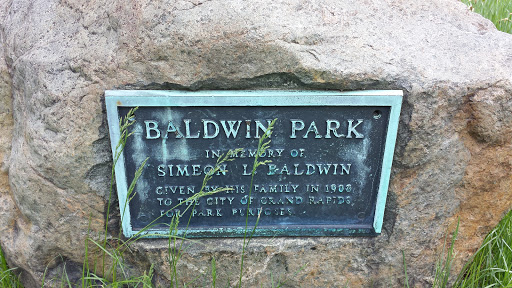 BALDWIN PARK
IN MEMORY OF
SIMEON L. BALDWIN
GIVEN BY HIS FAMILY IN 1908
TO THE CITY OF GRAND RAPIDS,
FOR PARK PURPOSES